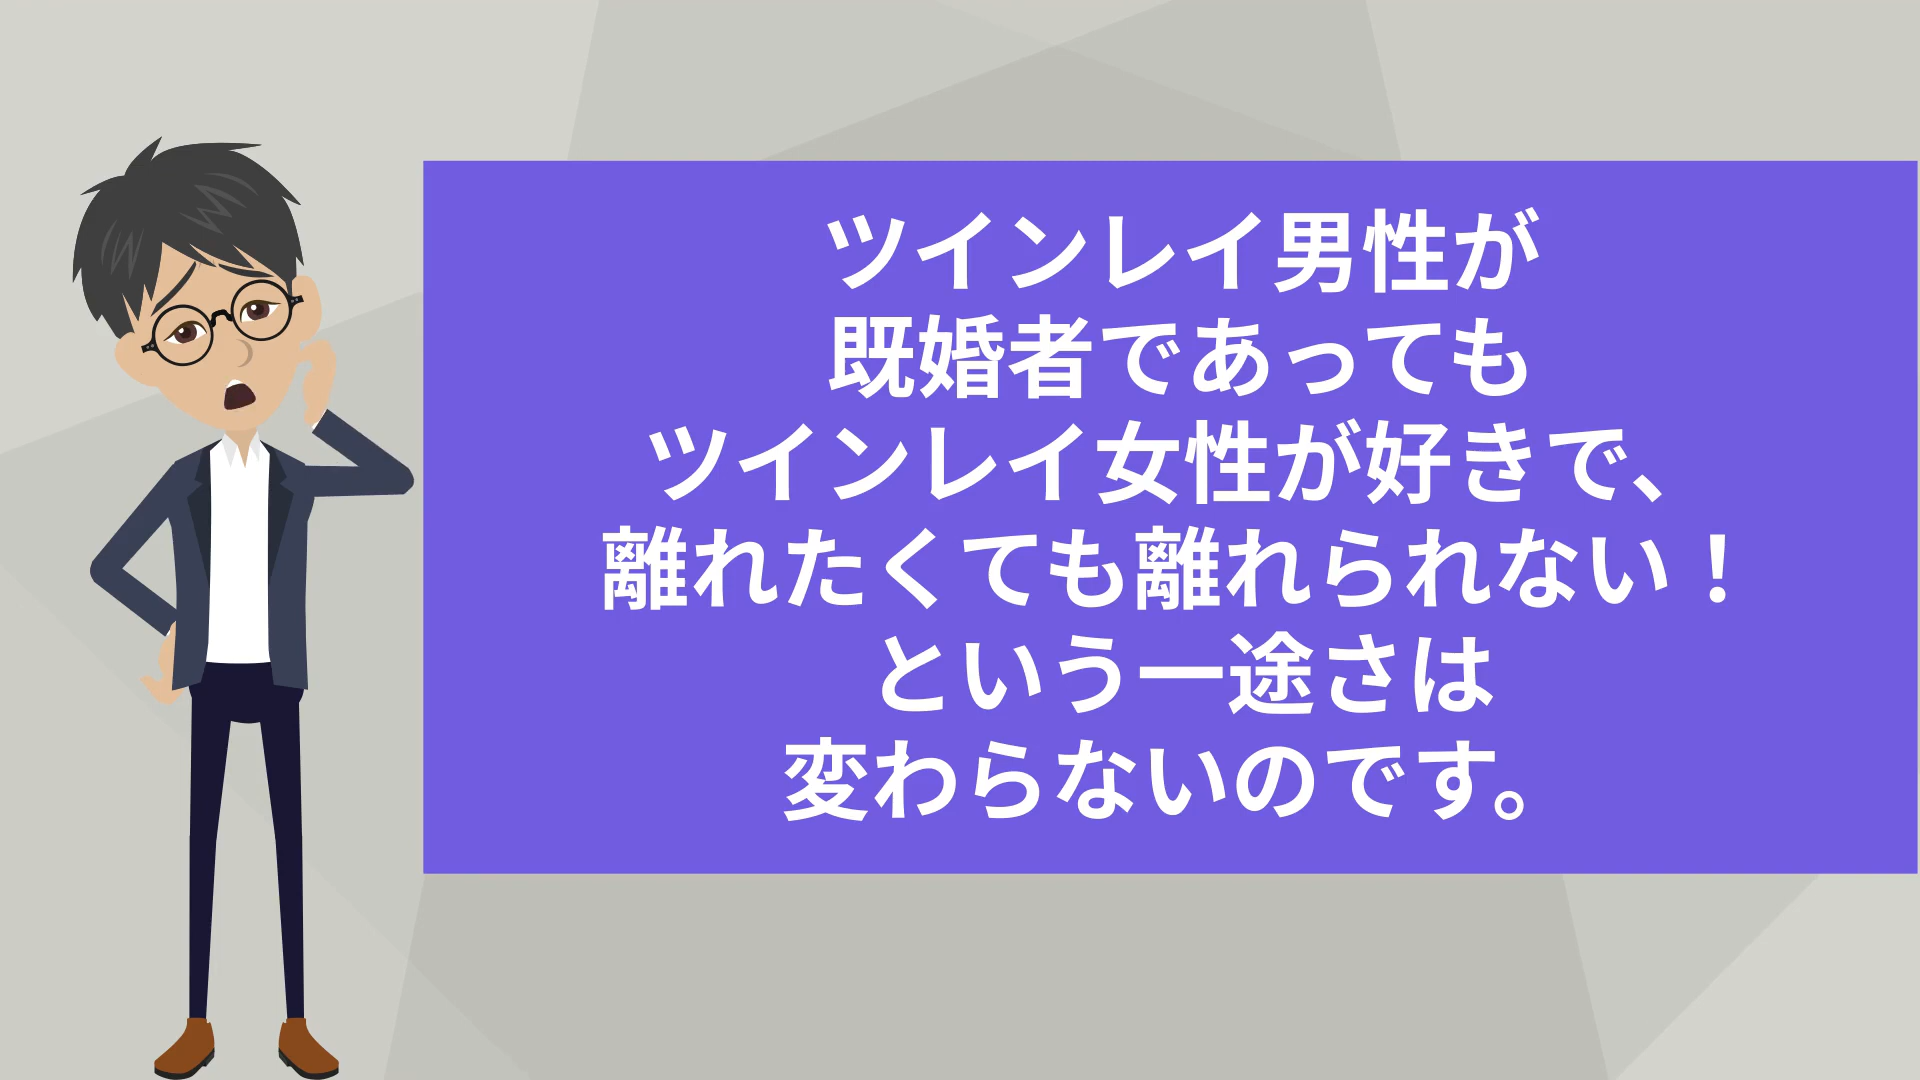 ツインレイ男性が
既婚者であっても
ツインレイ女性が好きで、
離れたくても離れられない！
という一途さは
変わらないのです。